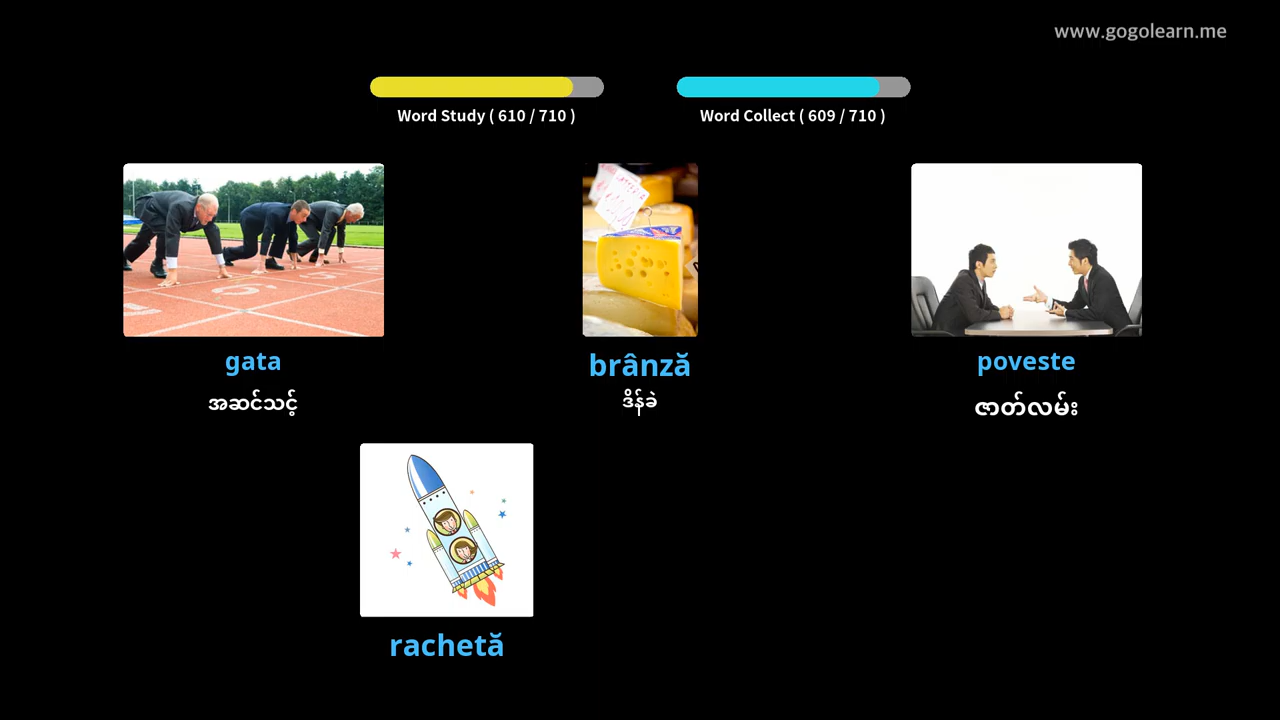 www.gogolearn.me
Word Study ( 610 / 710 )
Word Collect ( 609 / 710 )
gata
brânză
poveste
အဆင်သင့်
ဒိန်ခဲ
ဇာတ်လမ်း
rachetă